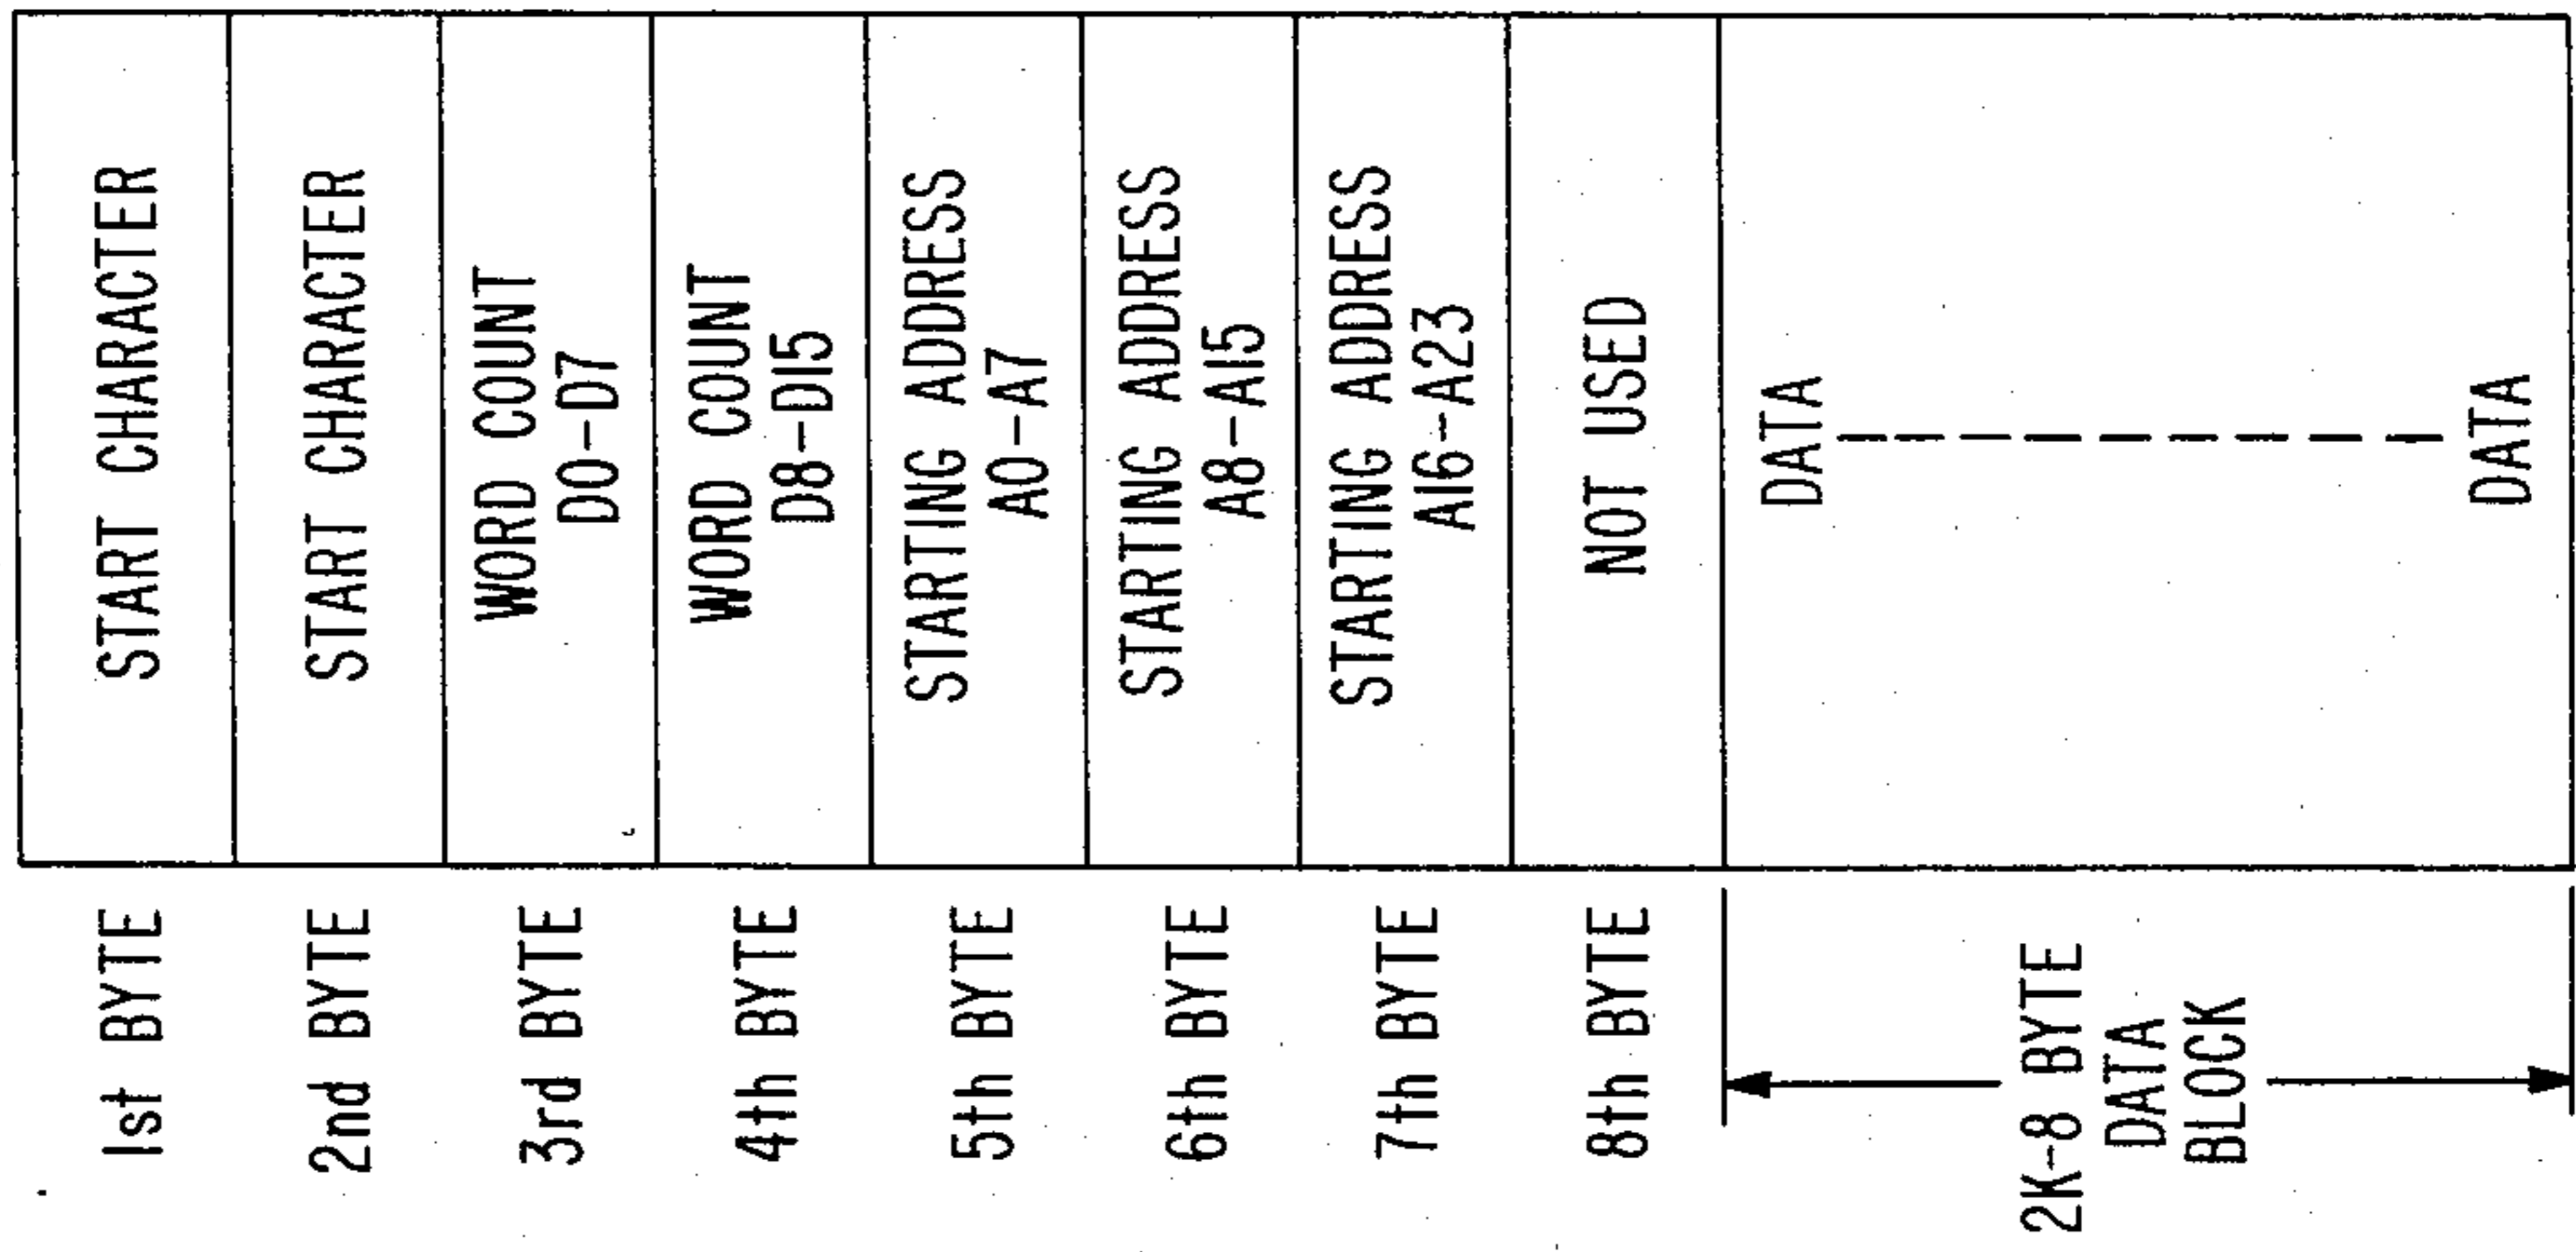 1st BYTE
START CHARACTER
2nd BYTE
START CHARACTER
3rd BYTE
WORD COUNT
D0-D7
4th BYTE
WORD COUNT
D8-D15
5th BYTE
STARTING ADDRESS
A0-A7
6th BYTE
STARTING ADDRESS
A8-A15
7th BYTE
STARTING ADDRESS
A16-A23
8th BYTE
NOT USED
2K-8 BYTE
DATA
BLOCK
DATA
DATA